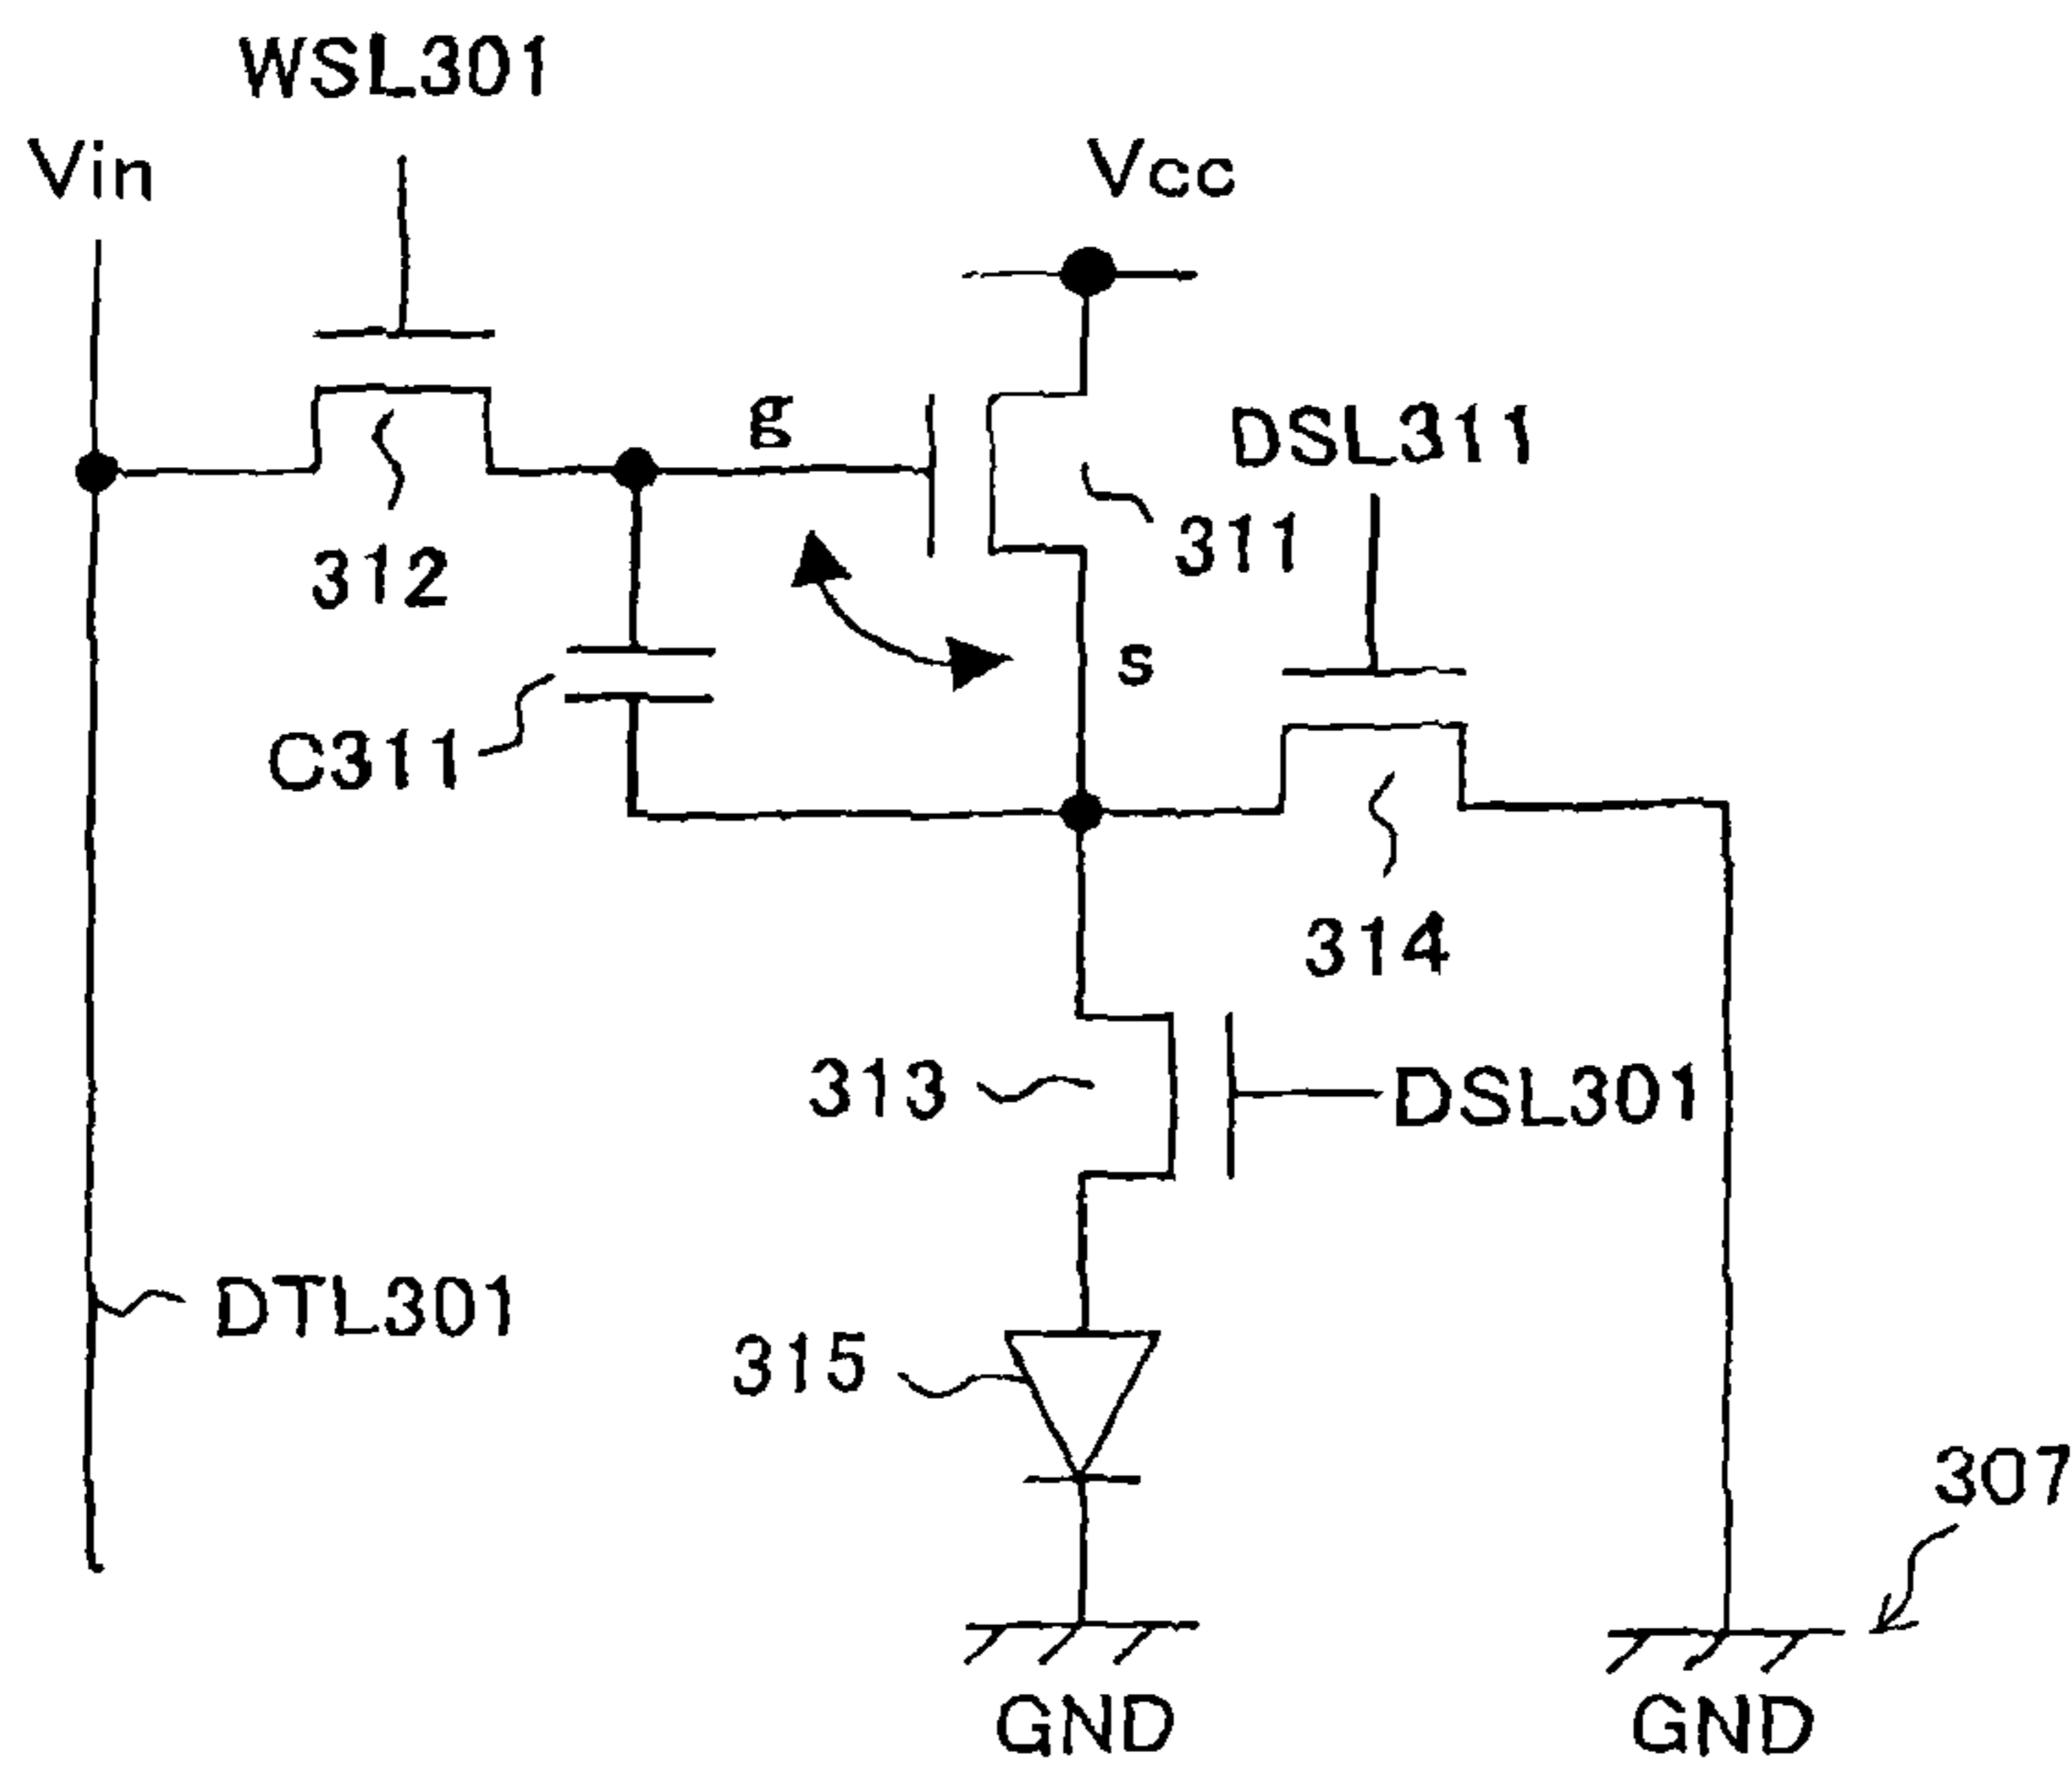 WSL301
Vin
Vcc
g
DSL311
311
312
s
C311
314
313
DSL301
DTL301
315
307
GND
GND